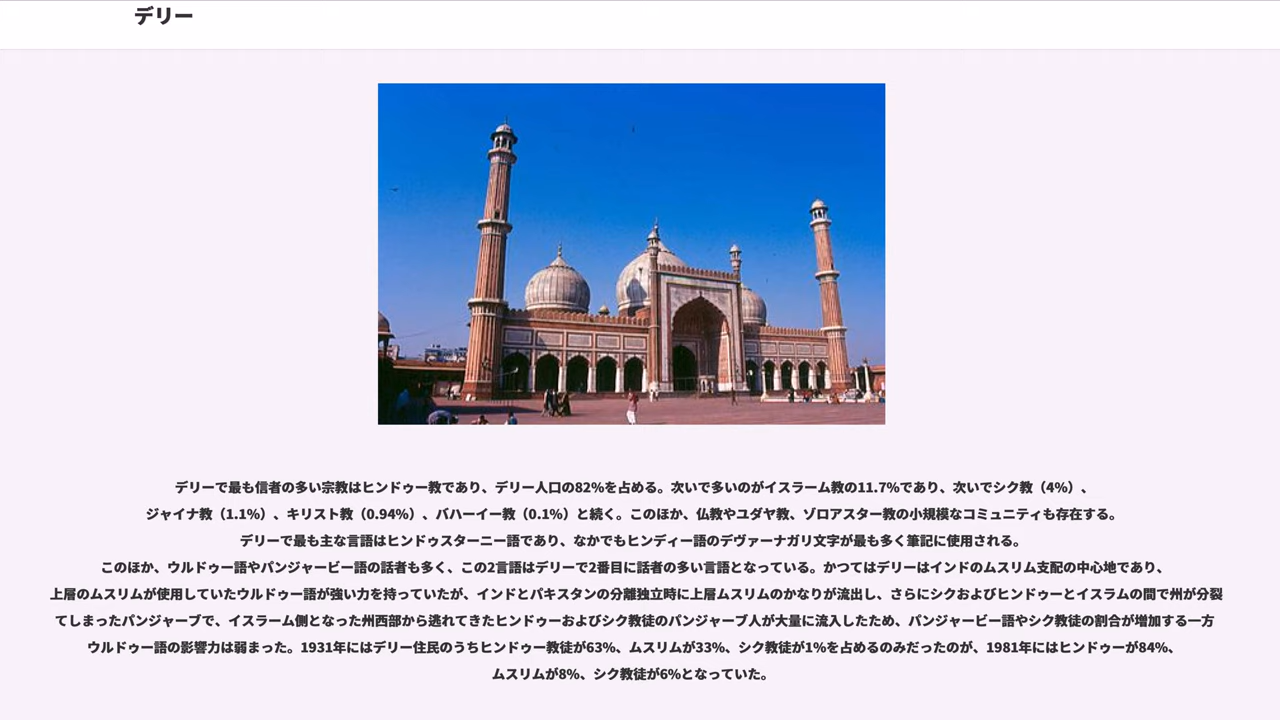 デリー
デリーで最も信者の多い宗教はヒンドゥー教であり、デリー人口の82%を占める。次いで多いのがイスラーム教の11.7%であり、次いでシク教（4%）、
ジャイナ教（1.1%）、キリスト教（0.94%）、バハーイー教（0.1%）と続く。このほか、仏教やユダヤ教、ゾロアスター教の小規模なコミュニティも存在する。
デリーで最も主な言語はヒンドゥスターニー語であり、なかでもヒンディー語のデヴァーナガリ文字が最も多く筆記に使用される。
このほか、ウルドゥー語やパンジャービー語の話者も多く、この2言語はデリーで2番目に話者の多い言語となっている。かつてはデリーはインドのムスリム支配の中心地であり、
上層のムスリムが使用していたウルドゥー語が強い力を持っていたが、インドとパキスタンの分離独立時に上層ムスリムのかなりが流出し、さらにシクおよびヒンドゥーとイスラムの間で州が分裂
てしまったパンジャーブで、イスラーム側となった州西部から逃れてきたヒンドゥーおよびシク教徒のパンジャーブ人が大量に流入したため、パンジャービー語やシク教徒の割合が増加する一方
ウルドゥー語の影響力は弱まった。1931年にはデリー住民のうちヒンドゥー教徒が63%、ムスリムが33%、シク教徒が1%を占めるのみだったのが、1981年にはヒンドゥーが84%、
ムスリムが8%、シク教徒が6%となっていた。